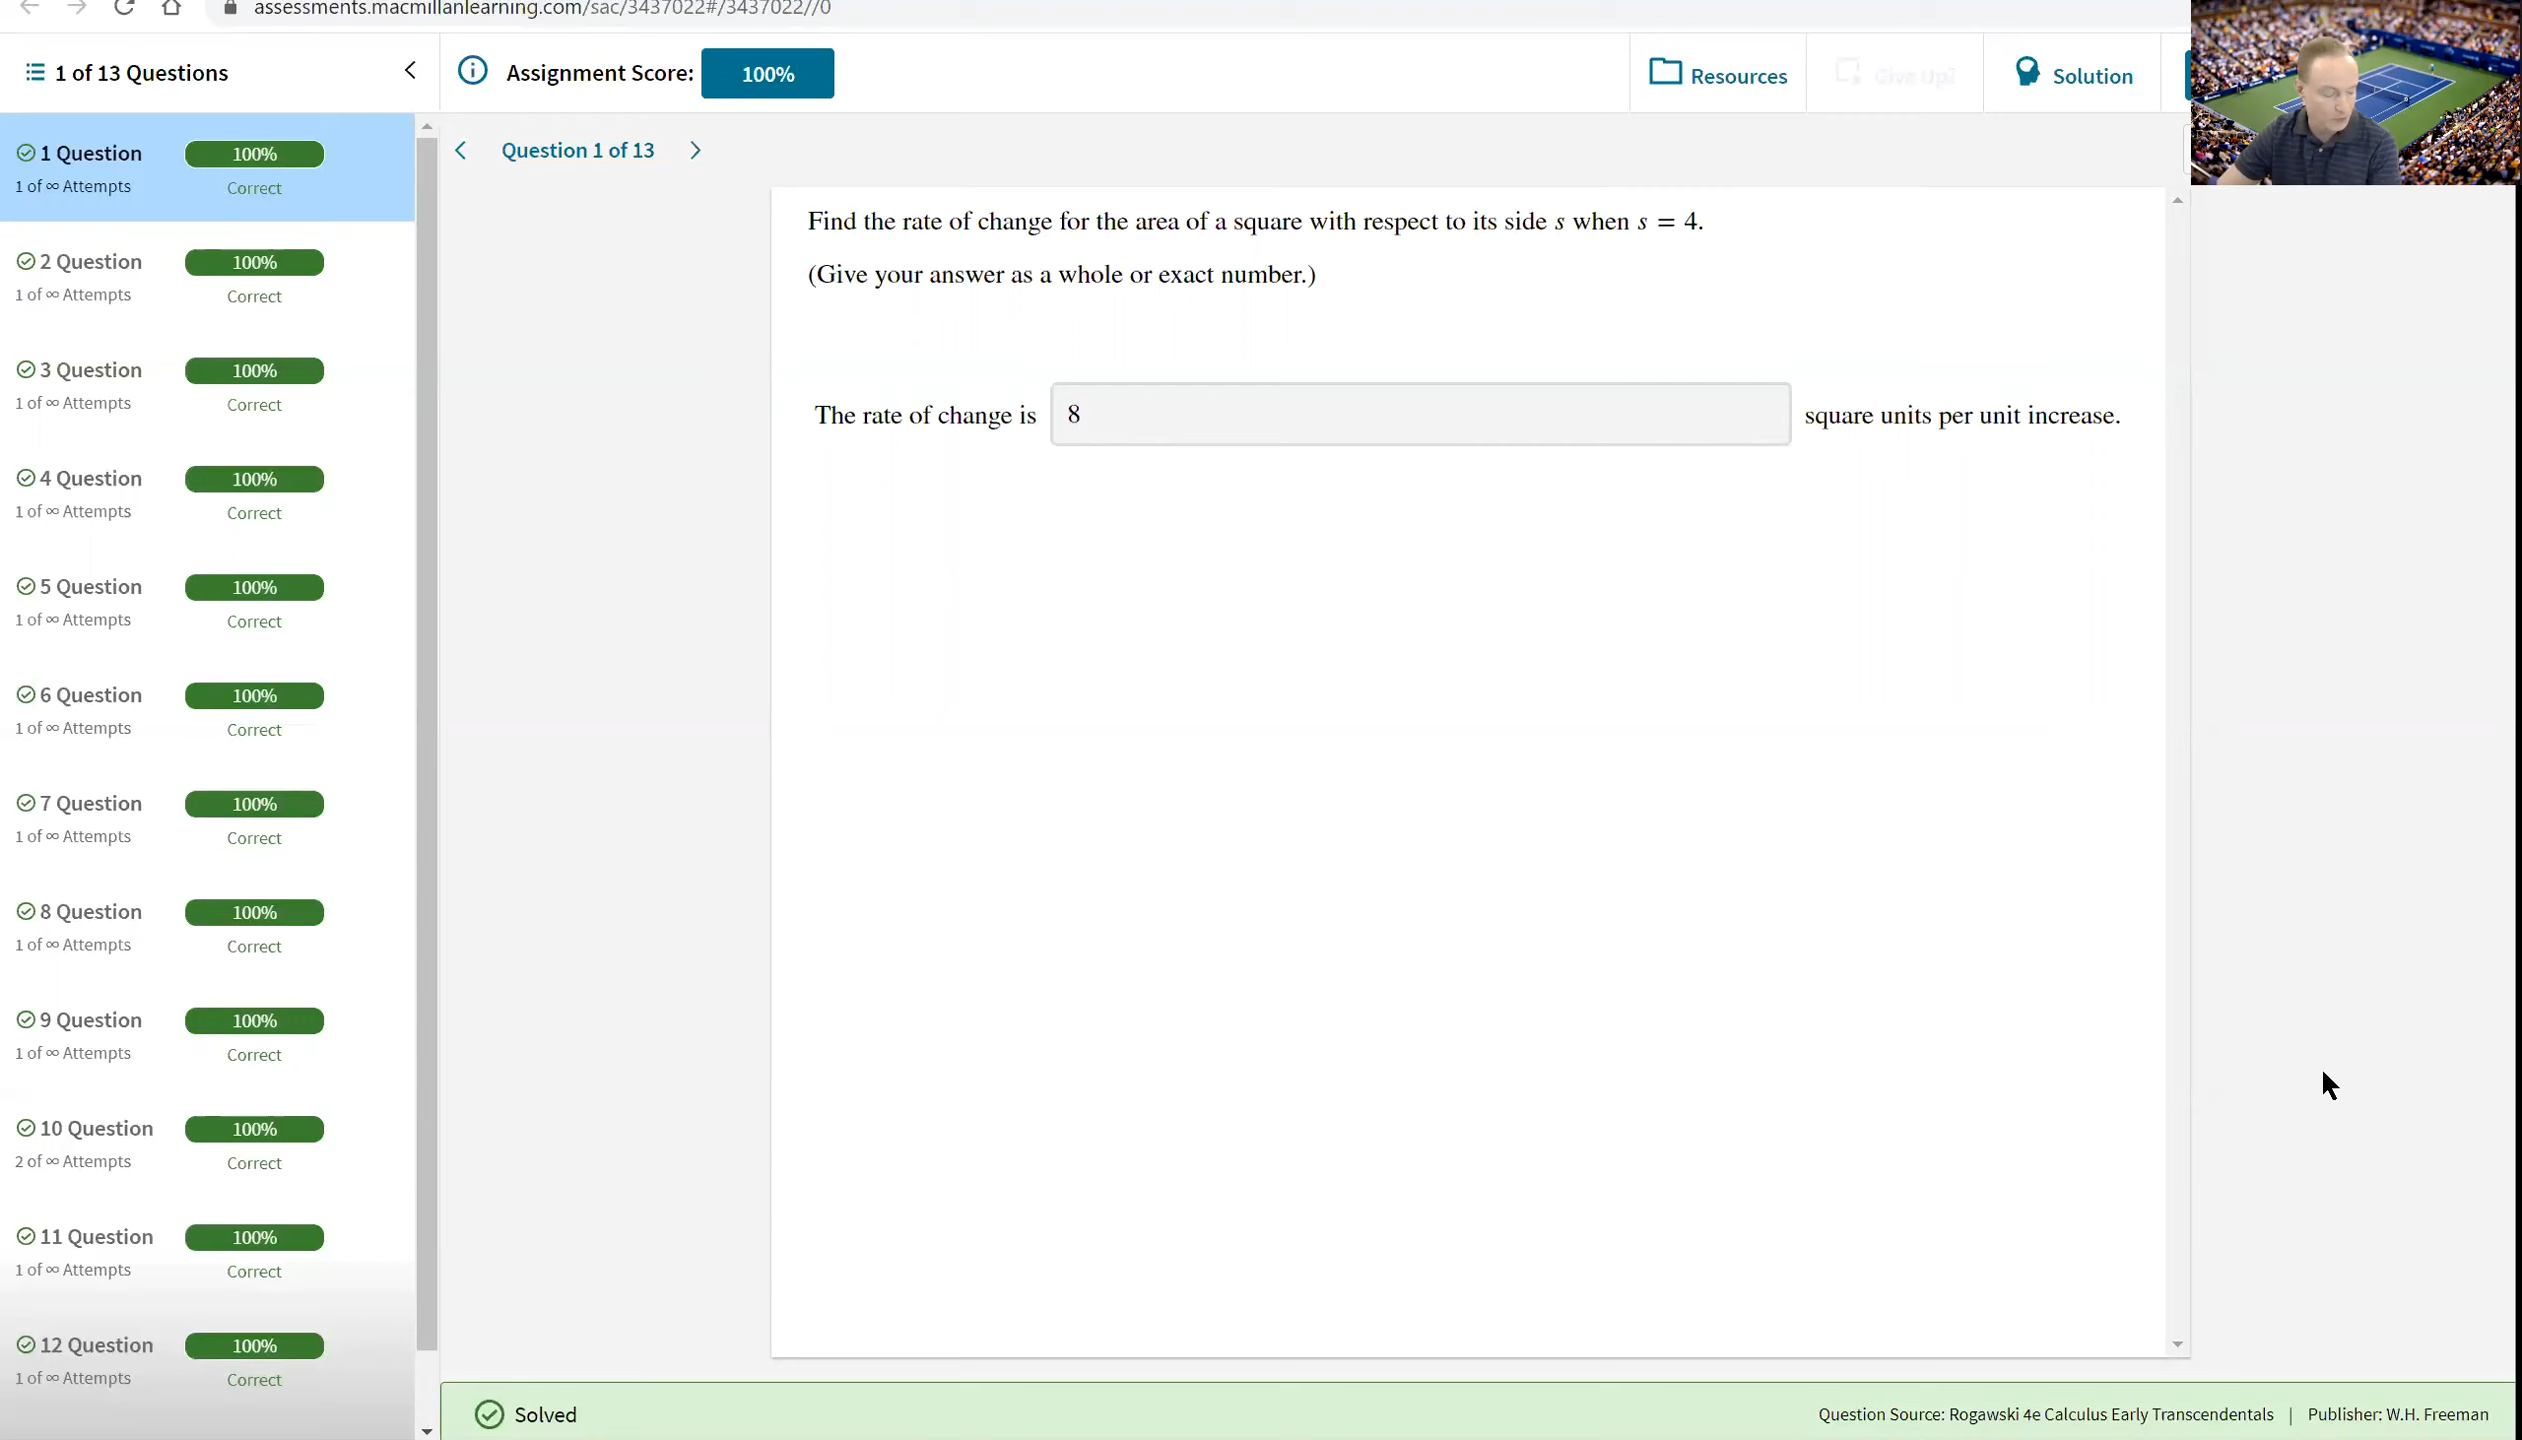 assessments.macmillanlearning.com/sac/3437022#/3437022//0
1 of 13 Questions
Assignment Score: 100%
Resources
Give Up?
Solution
1 Question 100%
1 of ∞ Attempts Correct
2 Question 100%
1 of ∞ Attempts Correct
3 Question 100%
1 of ∞ Attempts Correct
4 Question 100%
1 of ∞ Attempts Correct
5 Question 100%
1 of ∞ Attempts Correct
6 Question 100%
1 of ∞ Attempts Correct
7 Question 100%
1 of ∞ Attempts Correct
8 Question 100%
1 of ∞ Attempts Correct
9 Question 100%
1 of ∞ Attempts Correct
10 Question 100%
2 of ∞ Attempts Correct
11 Question 100%
1 of ∞ Attempts Correct
12 Question 100%
1 of ∞ Attempts Correct
Question 1 of 13
Find the rate of change for the area of a square with respect to its side s when s = 4.
(Give your answer as a whole or exact number.)
The rate of change is 8 square units per unit increase.
Solved
Question Source: Rogawski 4e Calculus Early Transcendentals | Publisher: W.H. Freeman